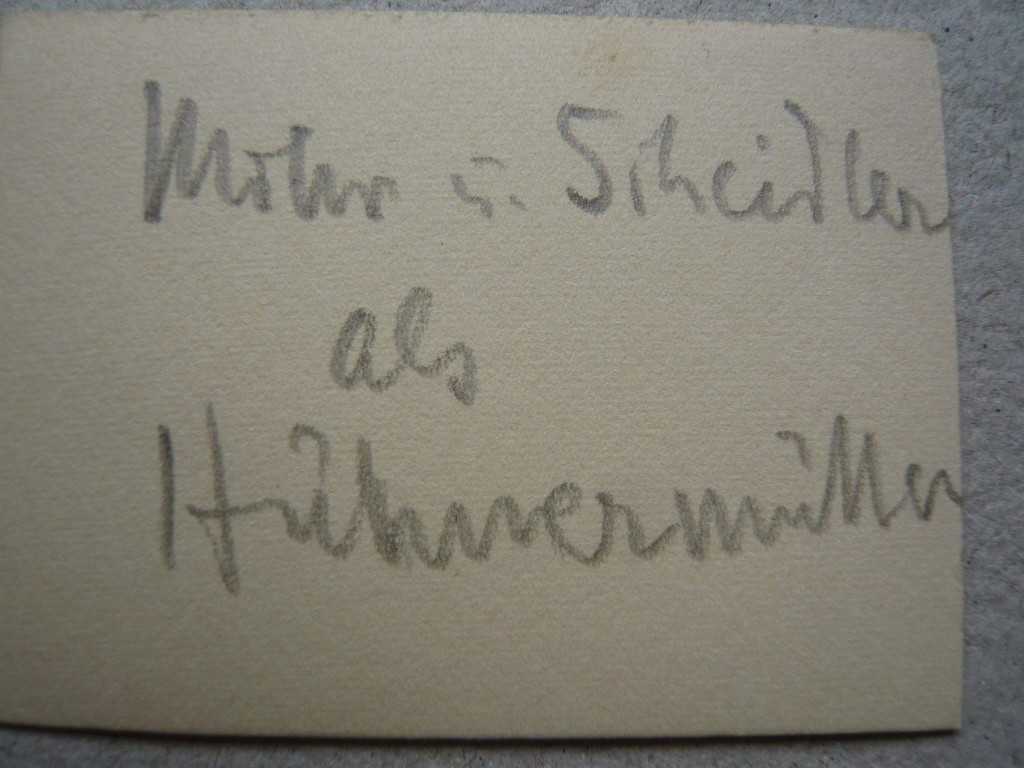 Mohr u. Scheidler
als
Hühnermüller